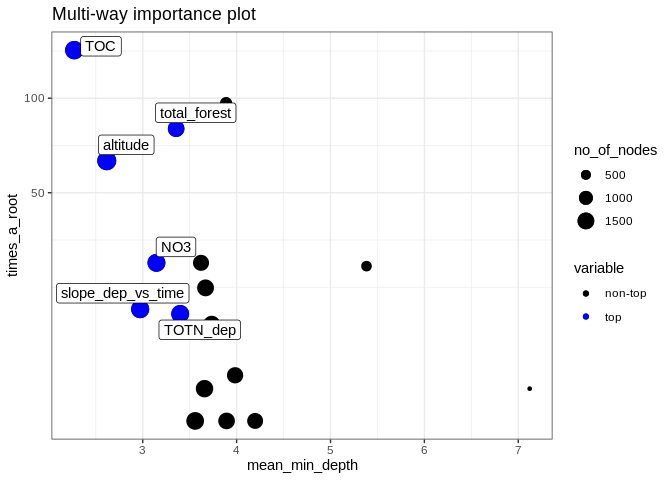 Multi-way importance plot
TOC
total_forest
altitude
NO3
slope_dep_vs_time
TOTN_dep
100
50
times_a_root
3
4
5
6
7
mean_min_depth
no_of_nodes
500
1000
1500
variable
non-top
top